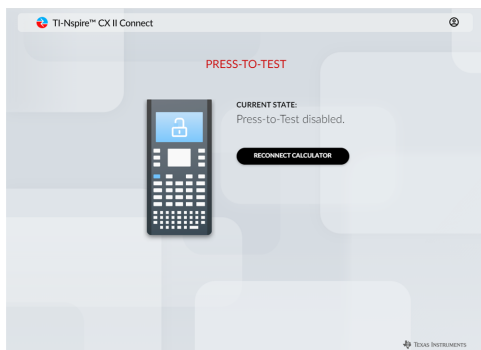 TI-Nspire™ CX II Connect
PRESS-TO-TEST
CURRENT STATE:
Press-to-Test disabled.
RECONNECT CALCULATOR
TEXAS INSTRUMENTS